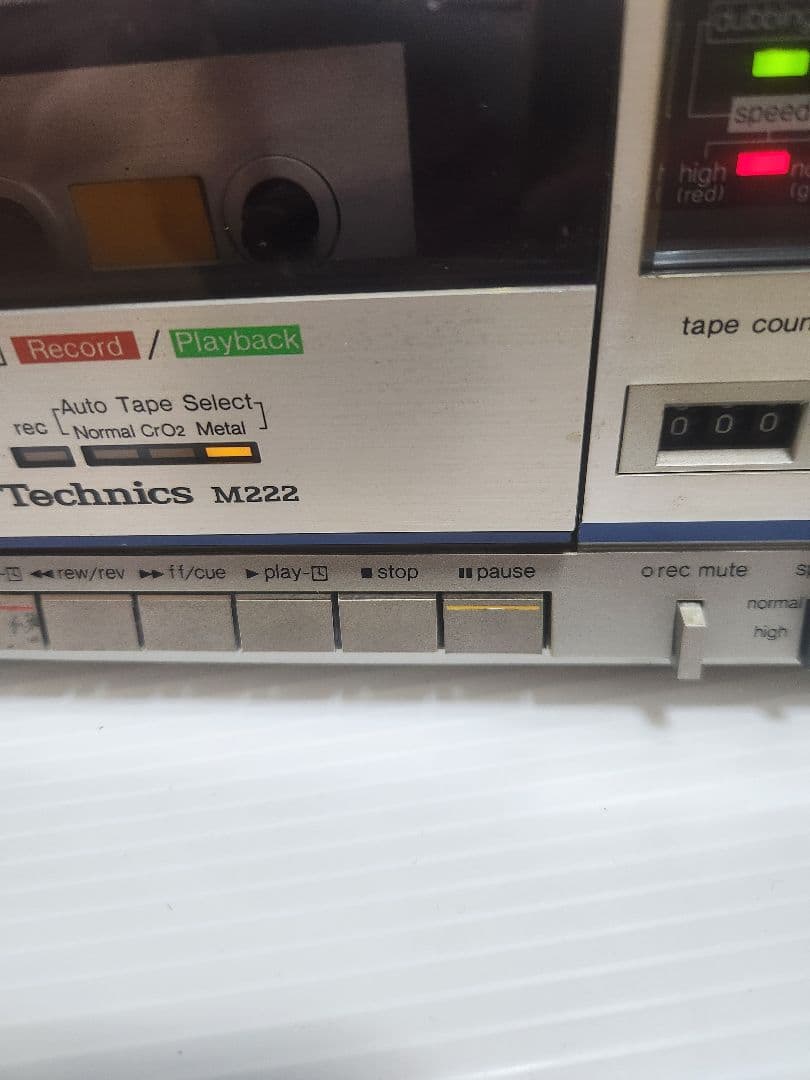 dubbing
speed
high
(red)
tape coun
Record / Playback
Auto Tape Select
rec Normal CrO2 Metal
000
Technics M222
◀◀rew/rev ▶▶ff/cue ▶play- ■stop ▮▮pause
o rec mute
normal
high